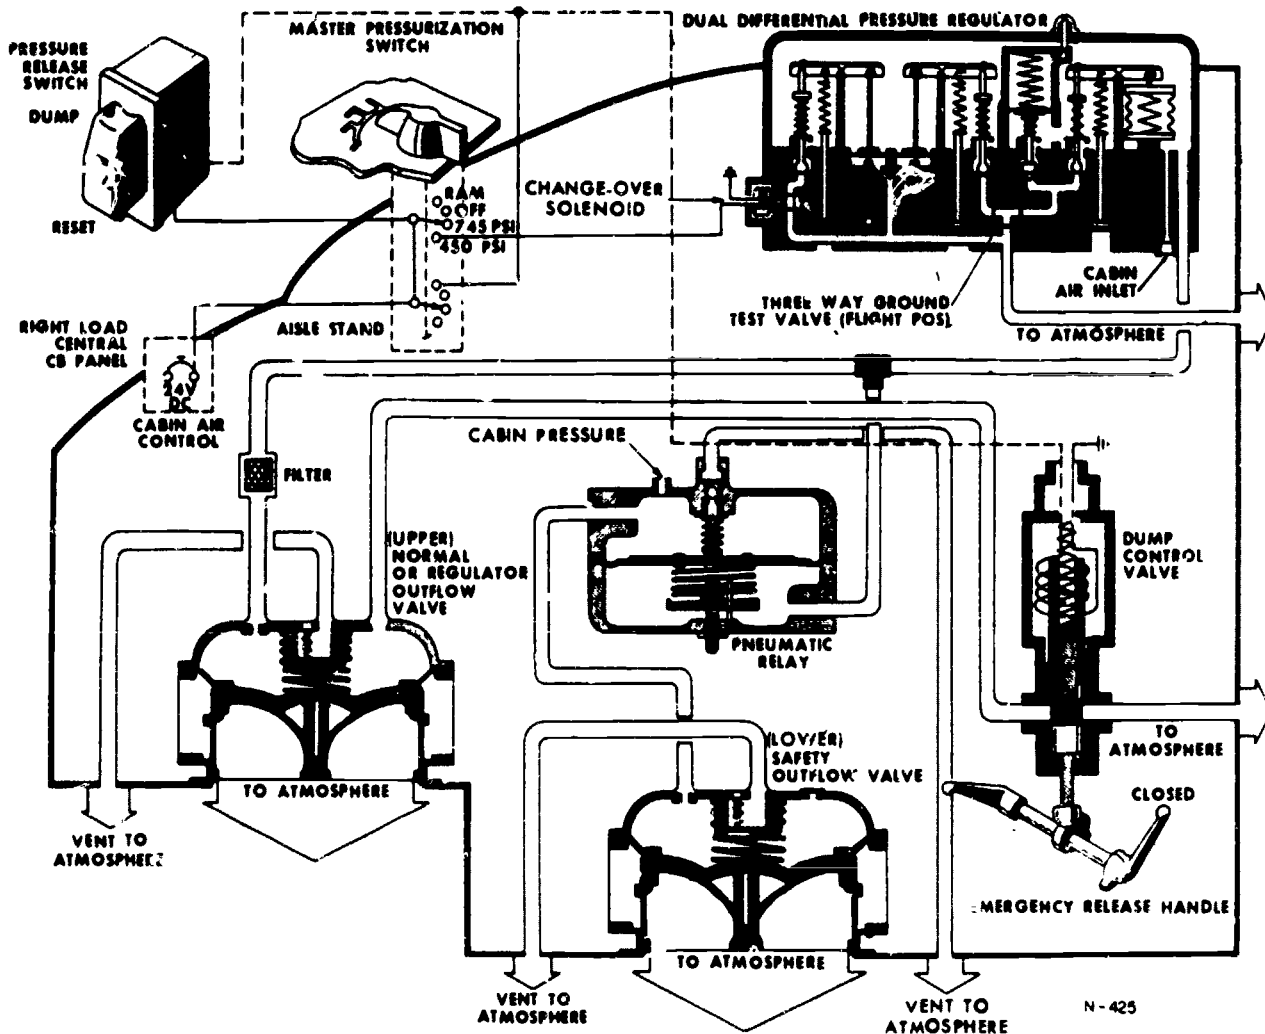 MASTER PRESSURIZATION
SWITCH
DUAL DIFFERENTIAL PRESSURE REGULATOR
PRESSURE
RELEASE
SWITCH
DUMP
RESET
RAM
OFF
745 PSI
450 PSI
CHANGE-OVER
SOLENOID
CABIN
AIR INLET
THREE WAY GROUND
TEST VALVE (FLIGHT POS)
TO ATMOSPHERE
AISLE STAND
RIGHT LOAD
CENTRAL
CB PANEL
24V
DC
CABIN AIR
CONTROL
FILTER
CABIN PRESSURE
(UPPER)
NORMAL
OR REGULATOR
OUTFLOW
VALVE
DUMP
CONTROL
VALVE
PNEUMATIC
RELAY
TO
ATMOSPHERE
(LOWER)
SAFETY
OUTFLOW VALVE
TO ATMOSPHERE
CLOSED
VENT TO
ATMOSPHERE
EMERGENCY RELEASE HANDLE
TO ATMOSPHERE
VENT TO
ATMOSPHERE
VENT TO
ATMOSPHERE
N-425